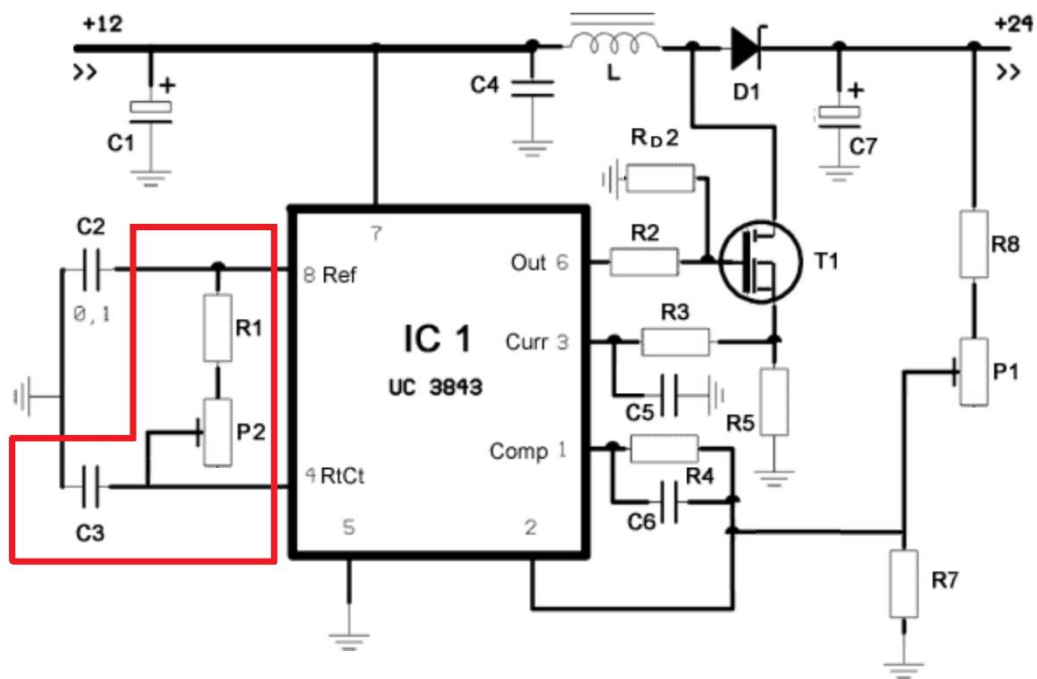 +12
>>
C1
C4
L
D1
+24
>>
C7
RD2
C2
0,1
R1
P2
C3
7
8 Ref
Out 6
IC 1
UC 3843
Curr 3
Comp 1
4 RtCt
5
2
R2
T1
R3
C5
R5
R4
C6
R8
P1
R7
+
+